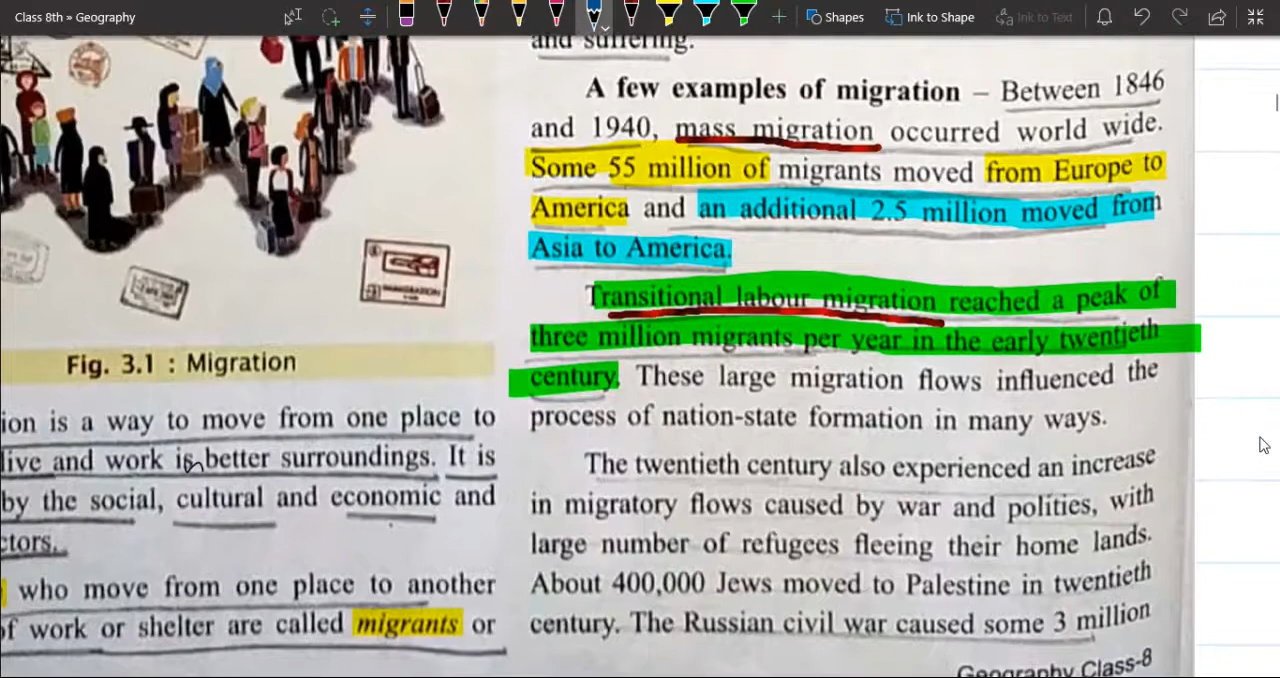 Class 8th » Geography
Shapes
Ink to Shape
Ink to Text
Fig. 3.1 : Migration
ion is a way to move from one place to
live and work in better surroundings. It is
by the social, cultural and economic and
ctors.
who move from one place to another
of work or shelter are called migrants or
and suffering.
A few examples of migration – Between 1846
and 1940, mass migration occurred world wide.
Some 55 million of migrants moved from Europe to
America and an additional 2.5 million moved from
Asia to America.
Transitional labour migration reached a peak of
three million migrants per year in the early twentieth
century. These large migration flows influenced the
process of nation-state formation in many ways.
The twentieth century also experienced an increase
in migratory flows caused by war and polities, with
large number of refugees fleeing their home lands.
About 400,000 Jews moved to Palestine in twentieth
century. The Russian civil war caused some 3 million
Geography Class-8